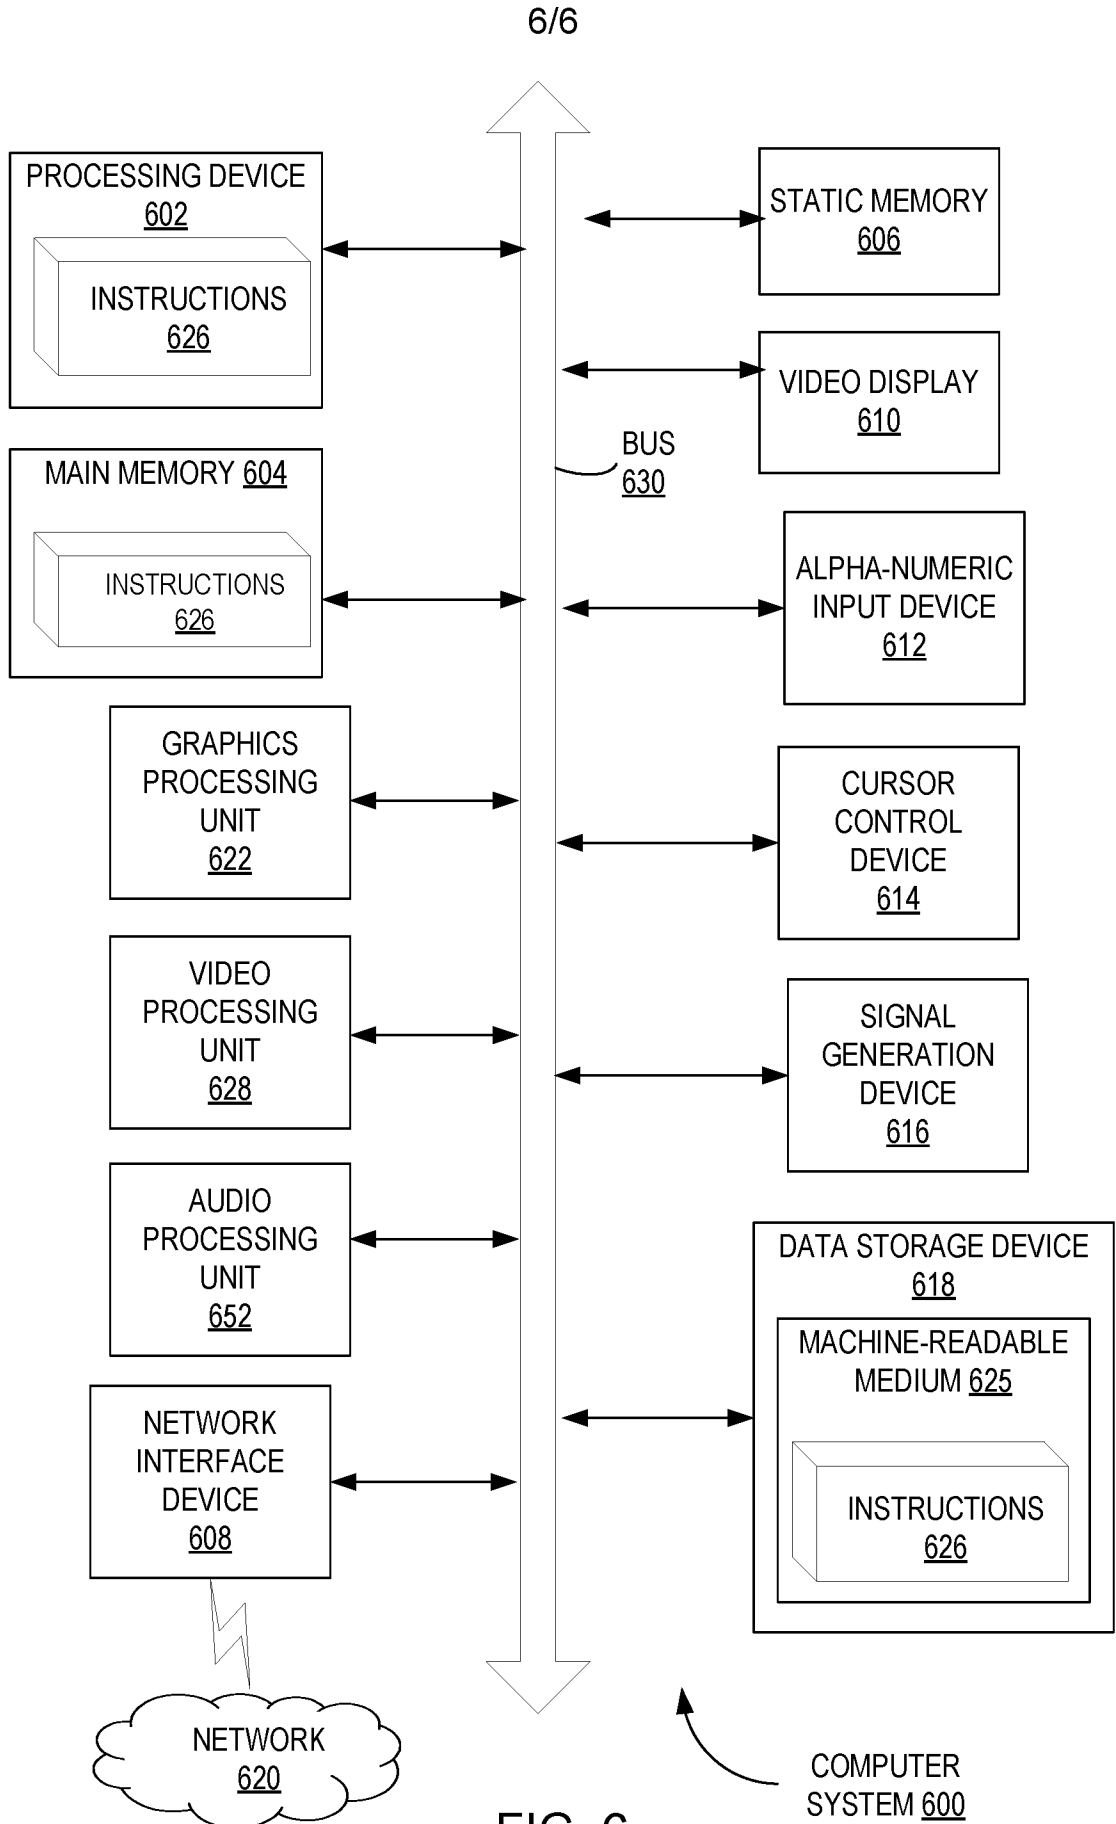 6/6
PROCESSING DEVICE
602
INSTRUCTIONS
626
MAIN MEMORY 604
INSTRUCTIONS
626
GRAPHICS
PROCESSING
UNIT
622
VIDEO
PROCESSING
UNIT
628
AUDIO
PROCESSING
UNIT
652
NETWORK
INTERFACE
DEVICE
608
NETWORK
620
BUS
630
STATIC MEMORY
606
VIDEO DISPLAY
610
ALPHA-NUMERIC
INPUT DEVICE
612
CURSOR
CONTROL
DEVICE
614
SIGNAL
GENERATION
DEVICE
616
DATA STORAGE DEVICE
618
MACHINE-READABLE
MEDIUM 625
INSTRUCTIONS
626
COMPUTER
SYSTEM 600
FIG. 6